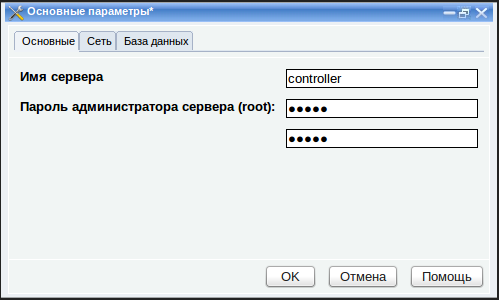 Основные параметры*
Основные Сеть База данных
Имя сервера controller
Пароль администратора сервера (root): ●●●●●
●●●●●
OK Отмена Помощь